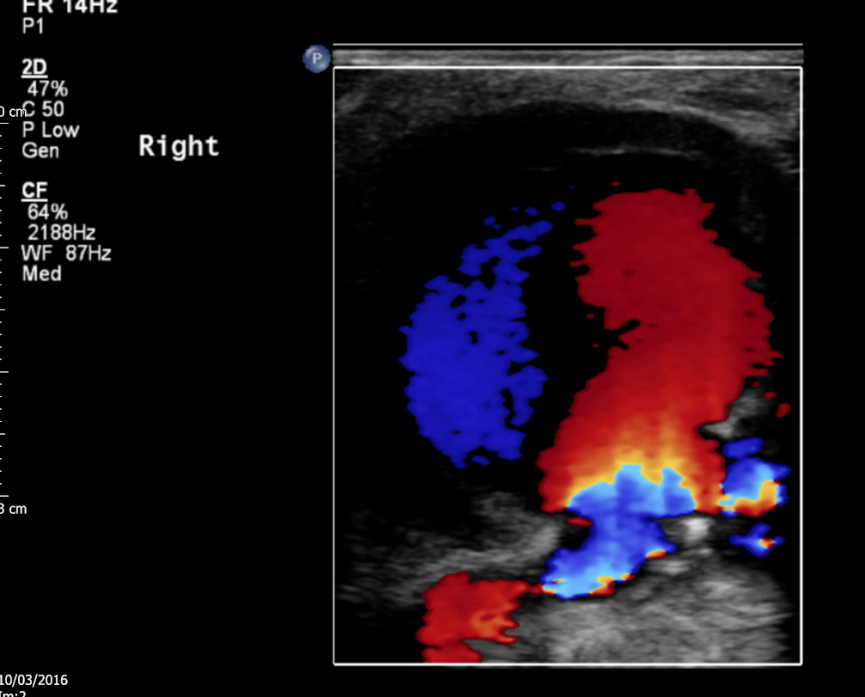 FR 14Hz
P1
2D
47%
C 50
P Low
Gen
CF
64%
2188Hz
WF 87Hz
Med
0 cm
Right
P
3 cm
10/03/2016